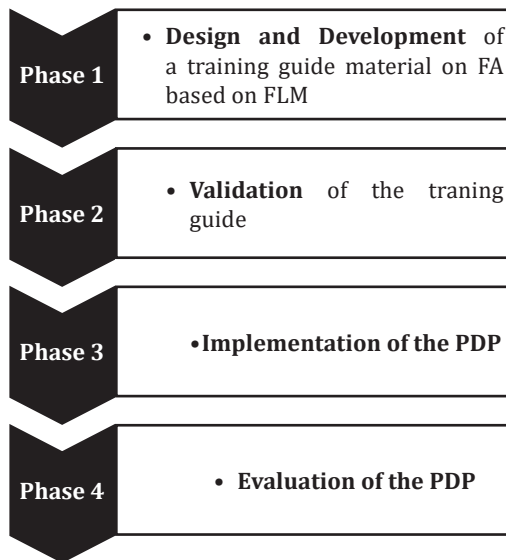 Phase 1
• Design and Development of
a training guide material on FA
based on FLM
Phase 2
• Validation of the traning
guide
Phase 3
•Implementation of the PDP
Phase 4
• Evaluation of the PDP